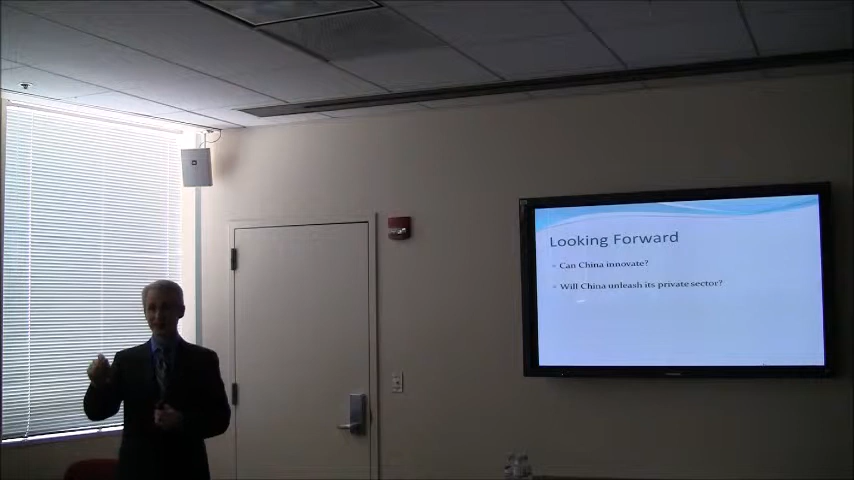 Looking Forward
Can China innovate?
Will China unleash its private sector?